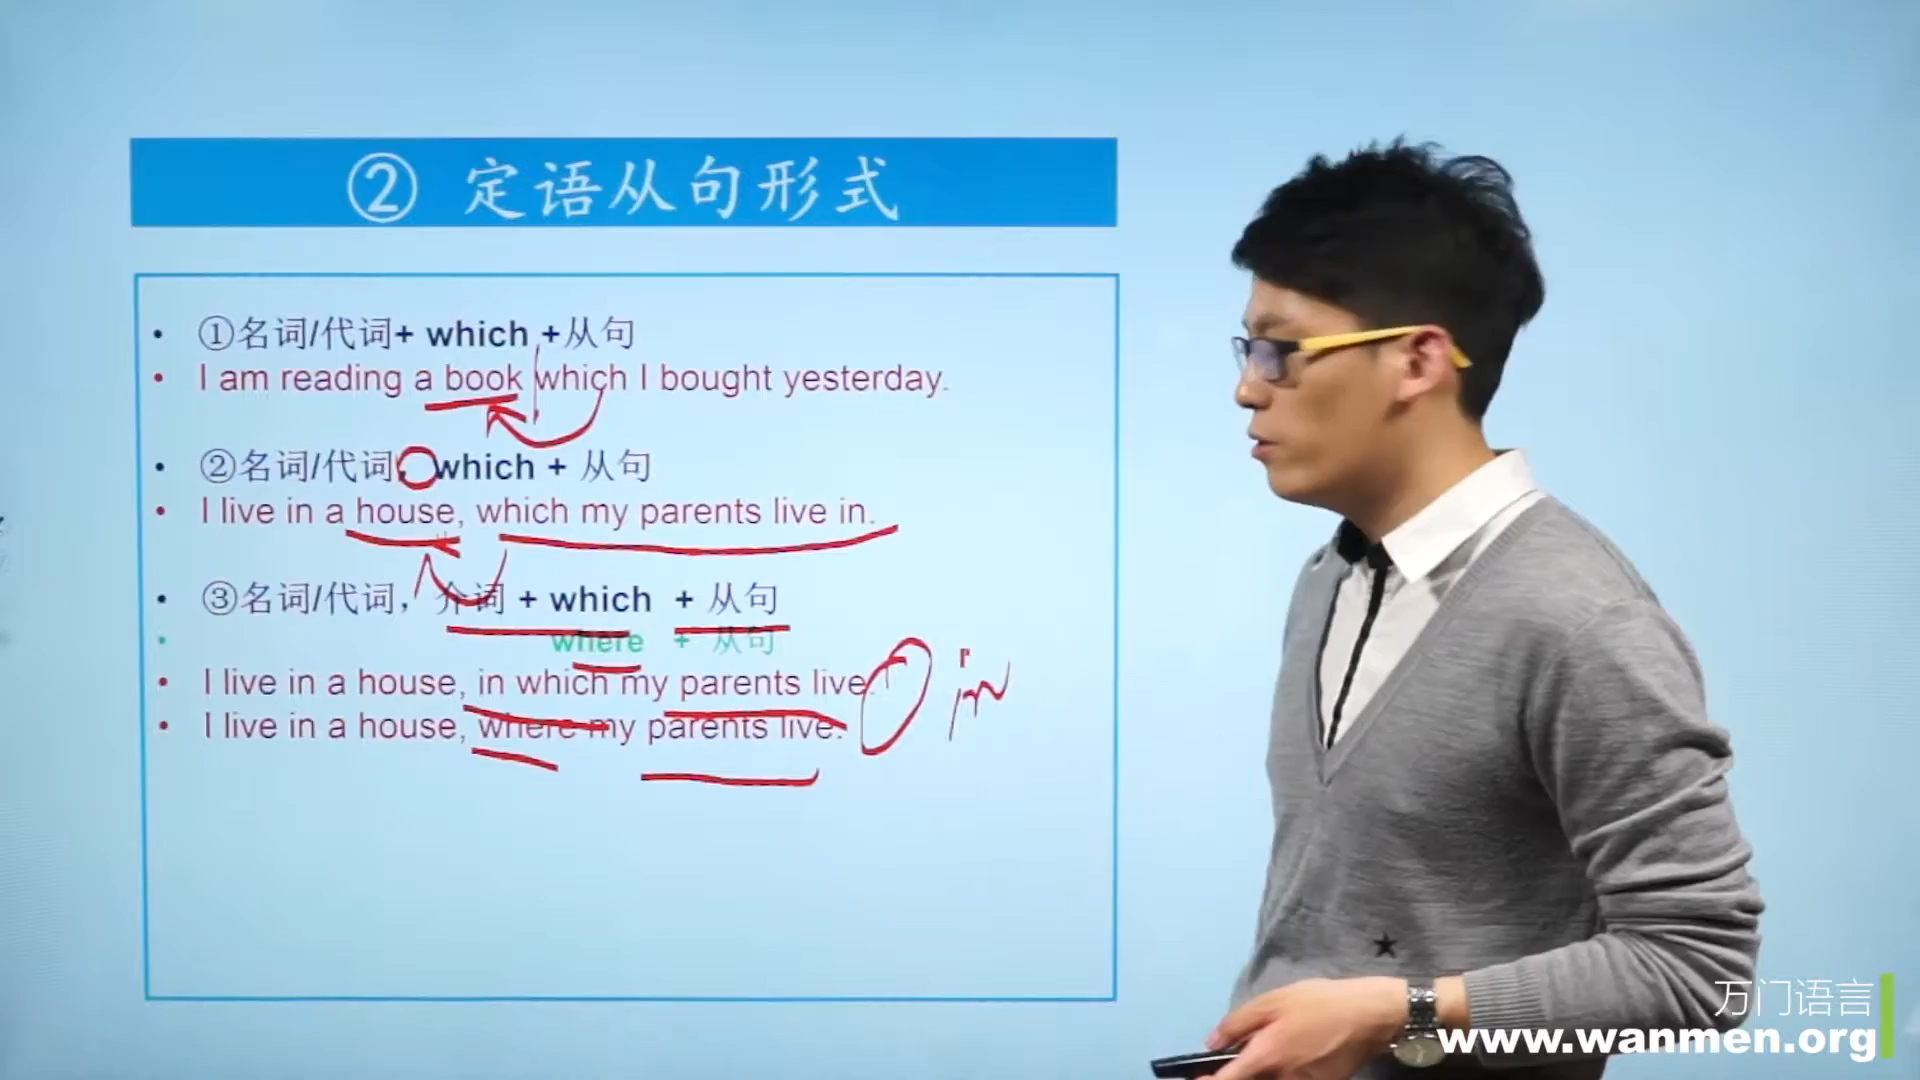 ② 定语从句形式
• ①名词/代词+ which +从句
• I am reading a book which I bought yesterday.
• ②名词/代词, which + 从句
• I live in a house, which my parents live in.
• ③名词/代词，介词 + which + 从句
• where + 从句
• I live in a house, in which my parents live.
in
• I live in a house, where my parents live.
万门语言
www.wanmen.org